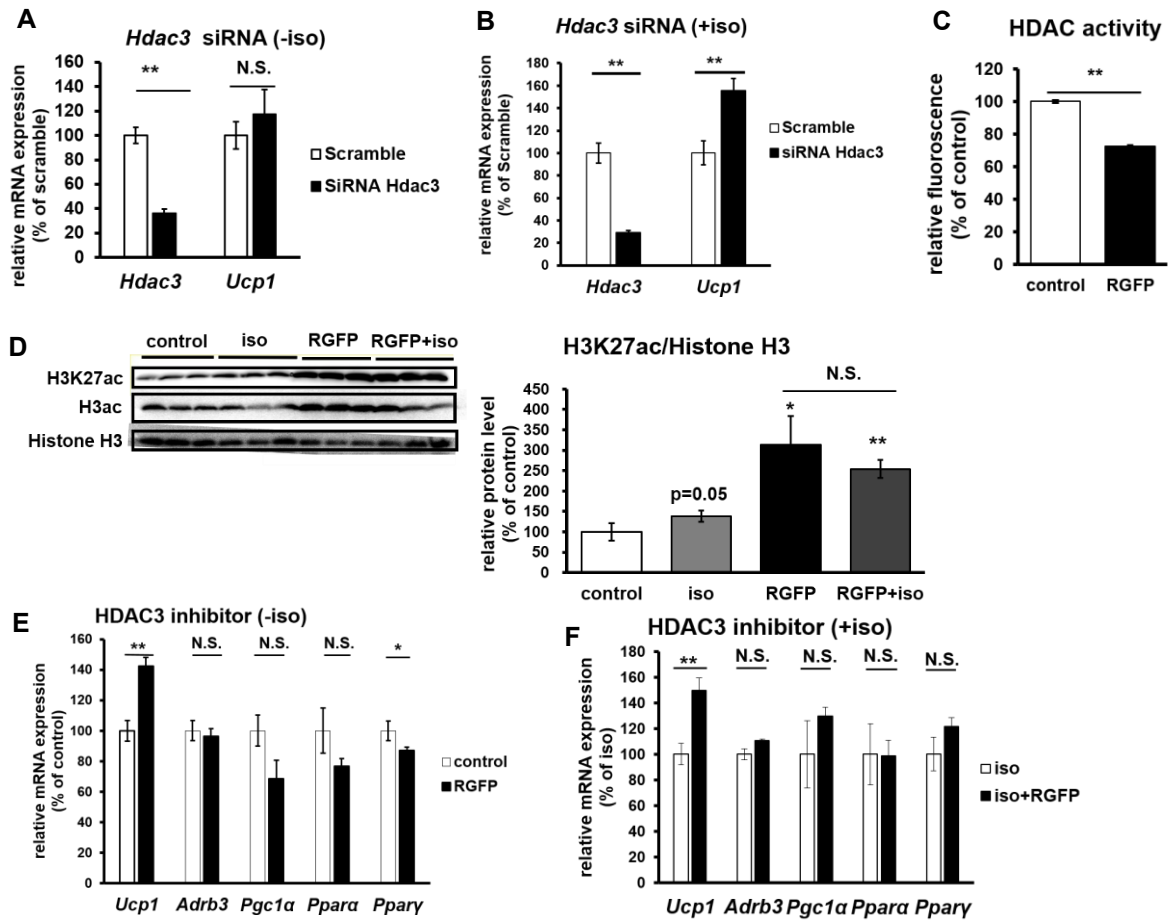 A
Hdac3 siRNA (-iso)
relative mRNA expression
(% of scramble)
160
140
120
100
80
60
40
20
0
**
N.S.
Scramble
SiRNA Hdac3
Hdac3 Ucp1
B
Hdac3 siRNA (+iso)
relative mRNA expression
(% of Scramble)
180
160
140
120
100
80
60
40
20
0
**
**
Scramble
siRNA Hdac3
Hdac3 Ucp1
C
HDAC activity
relative fluoroscence
(% of control)
120
100
80
60
40
20
0
**
control RGFP
D
control iso RGFP RGFP+iso
H3K27ac
H3ac
Histone H3
H3K27ac/Histone H3
relative protein level
(% of control)
450
400
350
300
250
200
150
100
50
0
p=0.05
*
**
N.S.
control iso RGFP RGFP+iso
E
HDAC3 inhibitor (-iso)
relative mRNA expression
(% of control)
160
140
120
100
80
60
40
20
0
** N.S. N.S. N.S. *
control
RGFP
Ucp1 Adrb3 Pgc1α Pparα Pparγ
F
HDAC3 inhibitor (+iso)
relative mRNA expression
(% of iso)
180
160
140
120
100
80
60
40
20
0
** N.S. N.S. N.S. N.S.
iso
iso+RGFP
Ucp1 Adrb3 Pgc1α Pparα Pparγ